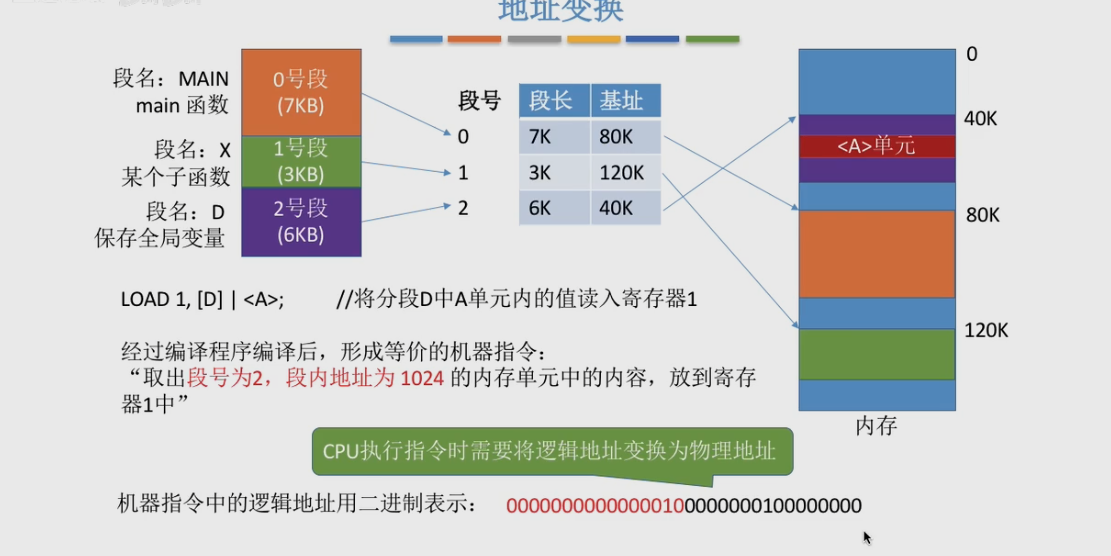 地址变换
段名：MAIN
main 函数
0号段
(7KB)
段名：X
某个子函数
1号段
(3KB)
段名：D
保存全局变量
2号段
(6KB)
段号 段长 基址
0 7K 80K
1 3K 120K
2 6K 40K
0
40K
<A>单元
80K
120K
内存
LOAD 1, [D] | <A>; //将分段D中A单元内的值读入寄存器1
经过编译程序编译后，形成等价的机器指令：
“取出段号为2，段内地址为 1024 的内存单元中的内容，放到寄存
器1中”
CPU执行指令时需要将逻辑地址变换为物理地址
机器指令中的逻辑地址用二进制表示： 00000000000000100000000100000000